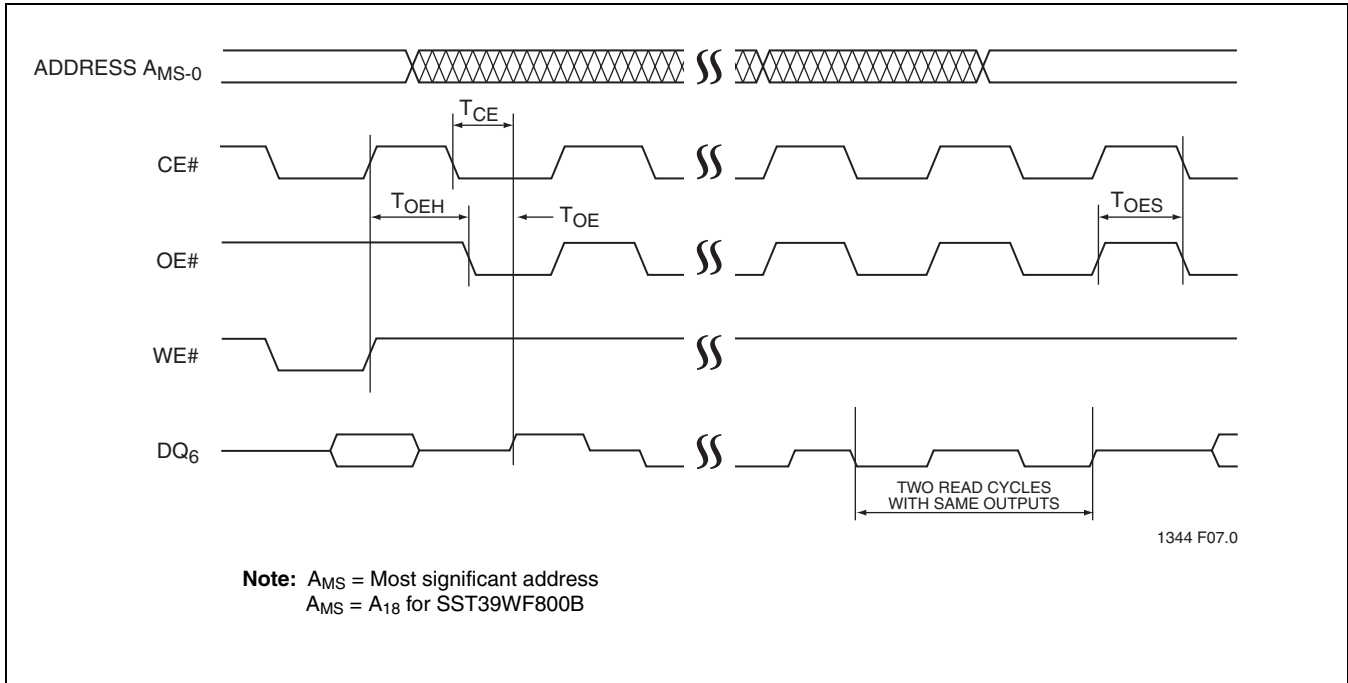 ADDRESS AMS-0
TCE
CE#
TOEH
TOE
TOES
OE#
WE#
DQ6
TWO READ CYCLES
WITH SAME OUTPUTS
1344 F07.0
Note: AMS = Most significant address
AMS = A18 for SST39WF800B